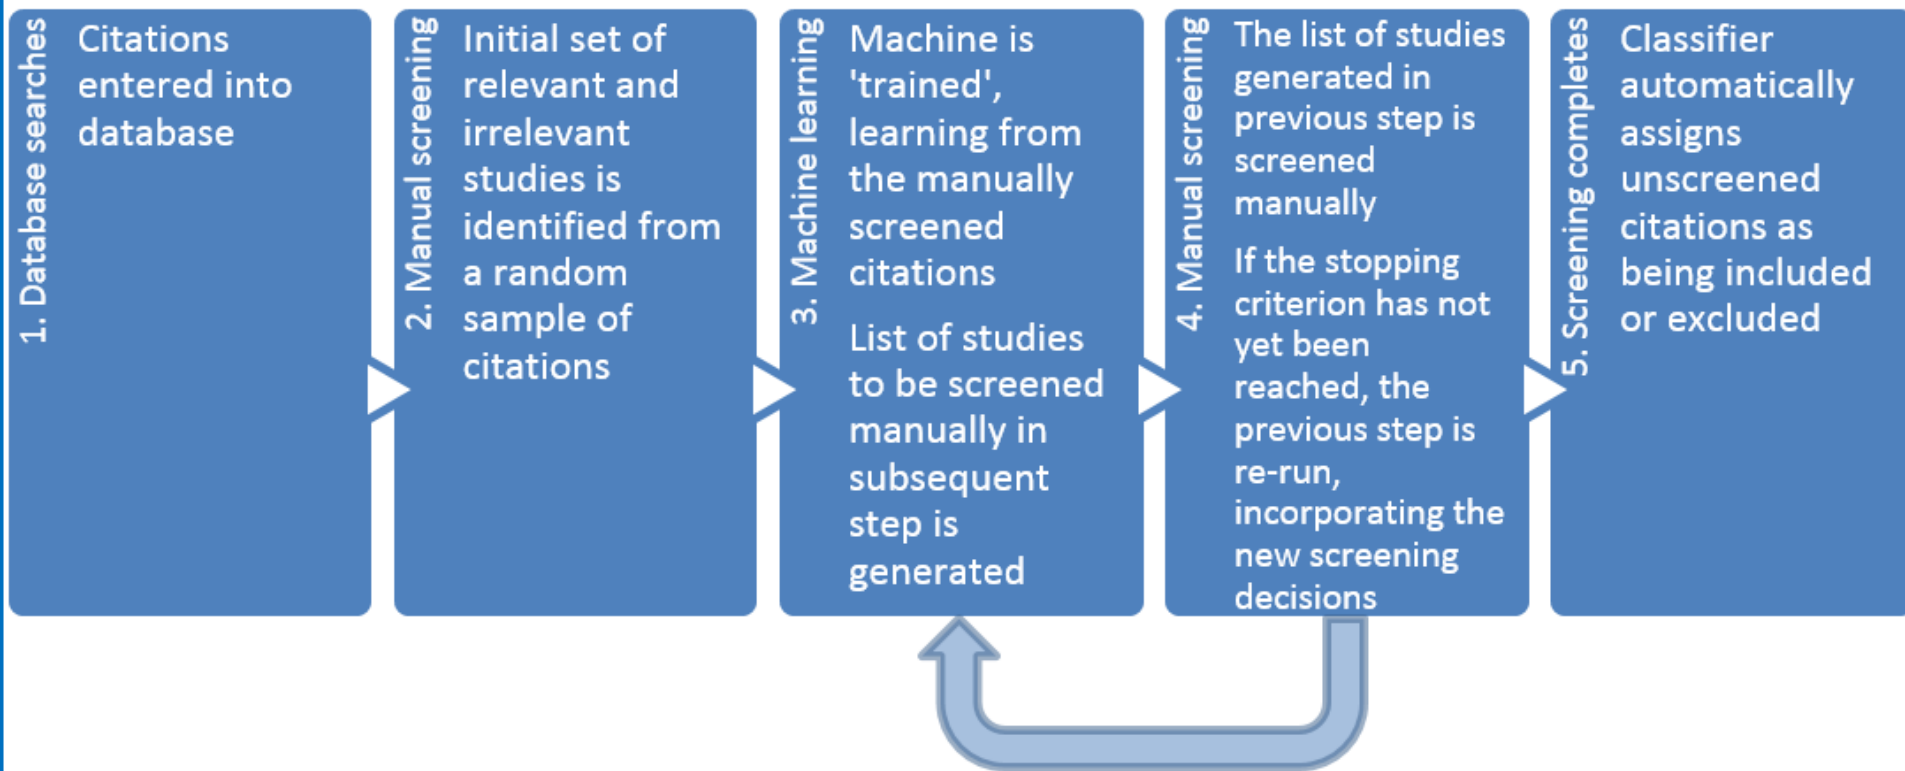 1. Database searches
Citations
entered into
database
2. Manual screening
Initial set of
relevant and
irrelevant
studies is
identified from
a random
sample of
citations
3. Machine learning
Machine is
'trained',
learning from
the manually
screened
citations
List of studies
to be screened
manually in
subsequent
step is
generated
4. Manual screening
The list of studies
generated in
previous step is
screened
manually
If the stopping
criterion has not
yet been
reached, the
previous step is
re-run,
incorporating the
new screening
decisions
5. Screening completes
Classifier
automatically
assigns
unscreened
citations as
being included
or excluded